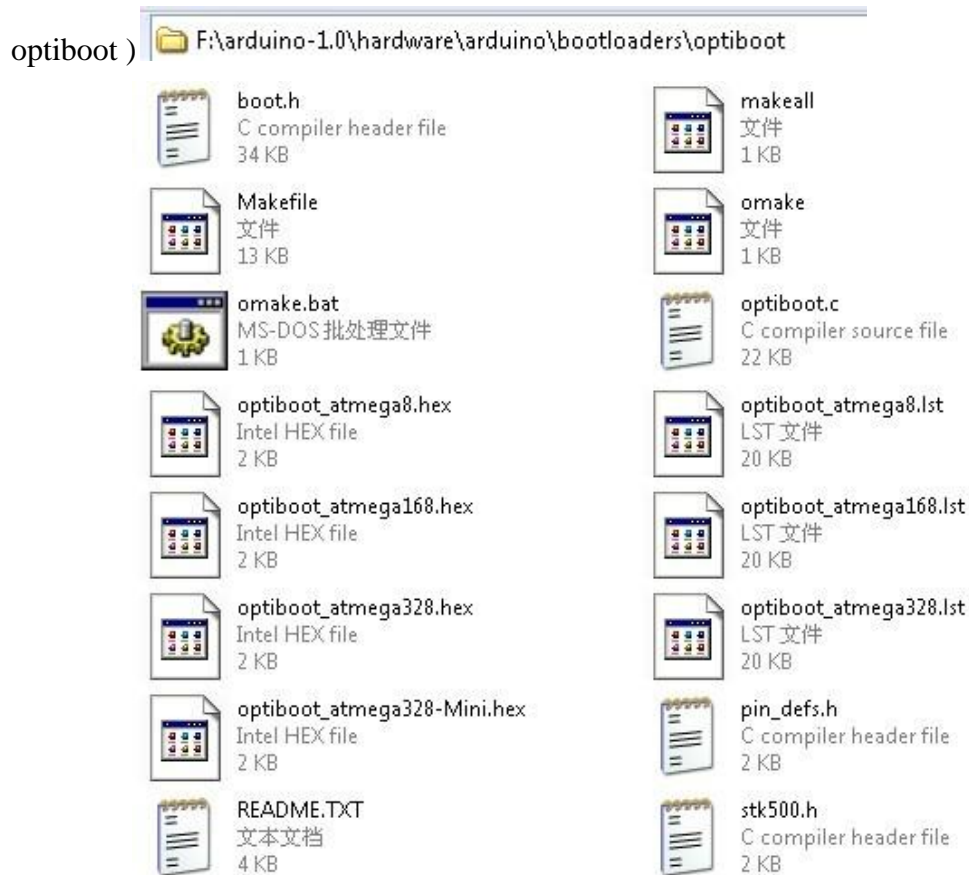 optiboot )
F:\arduino-1.0\hardware\arduino\bootloaders\optiboot
boot.h
C compiler header file
34 KB
makeall
文件
1 KB
Makefile
文件
13 KB
omake
文件
1 KB
omake.bat
MS-DOS 批处理文件
1 KB
optiboot.c
C compiler source file
22 KB
optiboot_atmega8.hex
Intel HEX file
2 KB
optiboot_atmega8.lst
LST 文件
20 KB
optiboot_atmega168.hex
Intel HEX file
2 KB
optiboot_atmega168.lst
LST 文件
20 KB
optiboot_atmega328.hex
Intel HEX file
2 KB
optiboot_atmega328.lst
LST 文件
20 KB
optiboot_atmega328-Mini.hex
Intel HEX file
2 KB
pin_defs.h
C compiler header file
2 KB
README.TXT
文本文档
4 KB
stk500.h
C compiler header file
2 KB